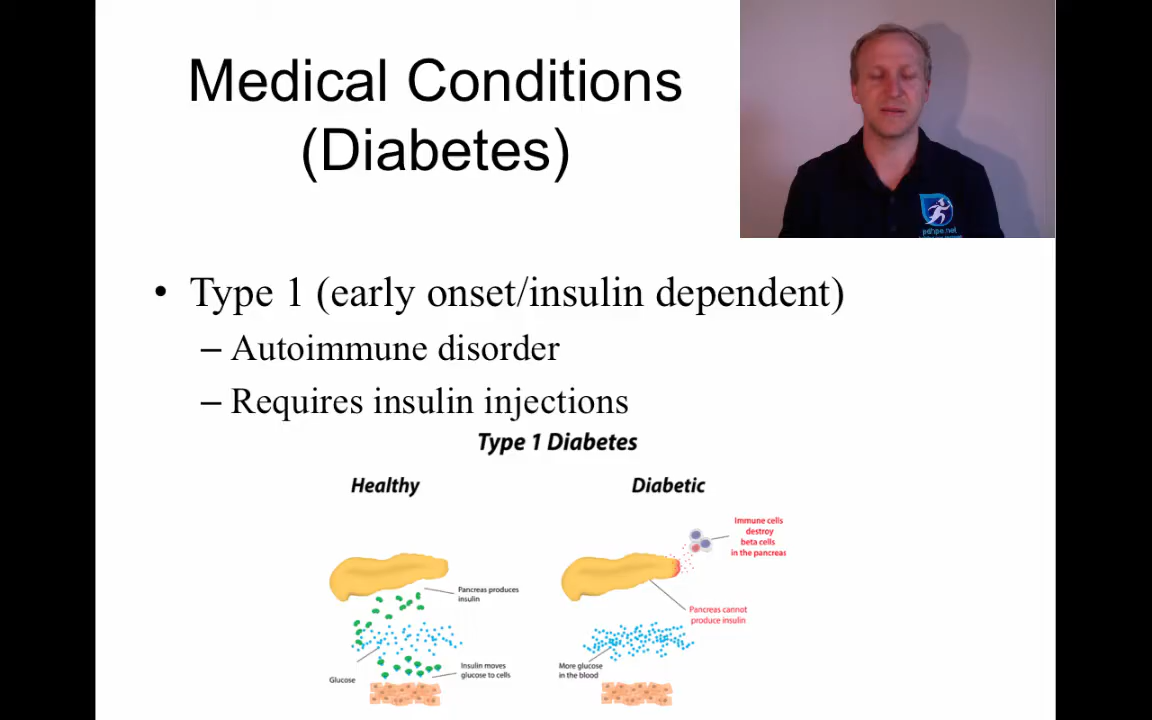 Medical Conditions
(Diabetes)
pdhpe.net
• Type 1 (early onset/insulin dependent)
– Autoimmune disorder
– Requires insulin injections
Type 1 Diabetes
Healthy
Diabetic
Immune cells
destroy
beta cells
in the pancreas
Pancreas produces
insulin
Pancreas cannot
produce insulin
Glucose
Insulin moves
glucose to cells
More glucose
in the blood